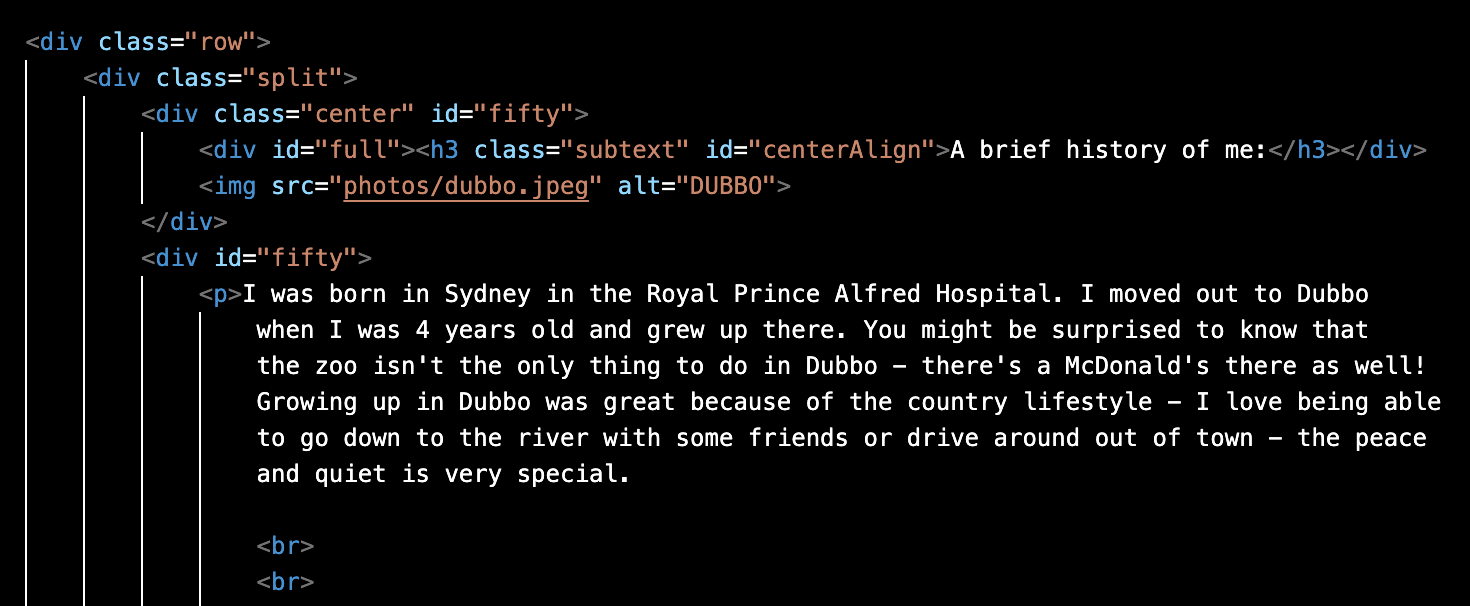 <div class="row">
<div class="split">
<div class="center" id="fifty">
<div id="full"><h3 class="subtext" id="centerAlign">A brief history of me:</h3></div>
<img src="photos/dubbo.jpeg" alt="DUBBO">
</div>
<div id="fifty">
<p>I was born in Sydney in the Royal Prince Alfred Hospital. I moved out to Dubbo
when I was 4 years old and grew up there. You might be surprised to know that
the zoo isn't the only thing to do in Dubbo – there's a McDonald's there as well!
Growing up in Dubbo was great because of the country lifestyle – I love being able
to go down to the river with some friends or drive around out of town – the peace
and quiet is very special.
<br>
<br>